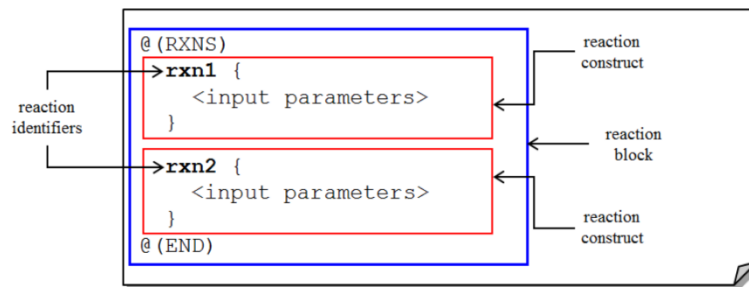 @(RXNS)
rxn1 {
<input parameters>
}
rxn2 {
<input parameters>
}
@(END)
reaction
identifiers
reaction
construct
reaction
block
reaction
construct